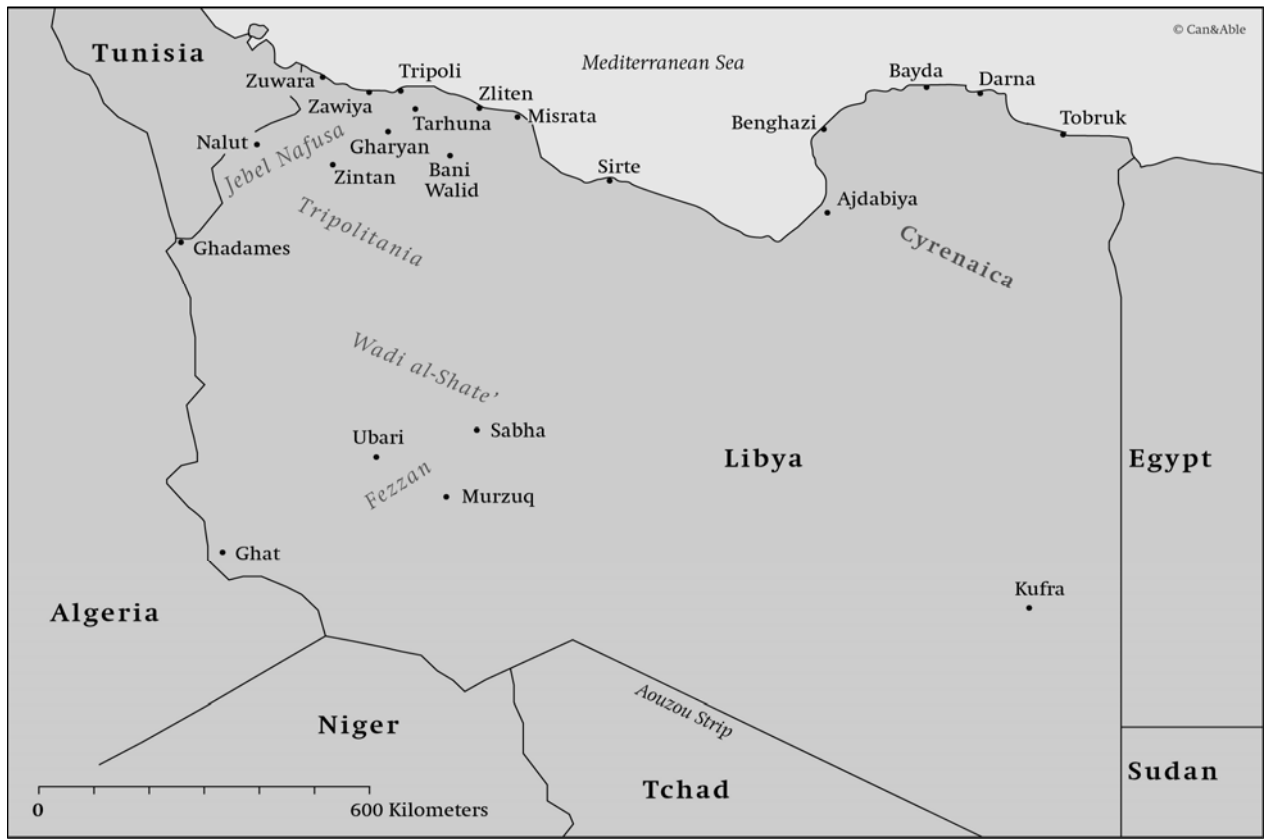 © Can&Able
Tunisia
Mediterranean Sea
Zuwara
Tripoli
Zawiya
Zliten
Tarhuna
Misrata
Bayda
Darna
Benghazi
Tobruk
Nalut
Jebel Nafusa
Gharyan
Zintan
Bani
Walid
Sirte
Ajdabiya
Tripolitania
Cyrenaica
Ghadames
Wadi al-Shate’
Ubari
Sabha
Fezzan
Murzuq
Libya
Egypt
Ghat
Algeria
Kufra
Niger
Aouzou Strip
Tchad
Sudan
0
600 Kilometers